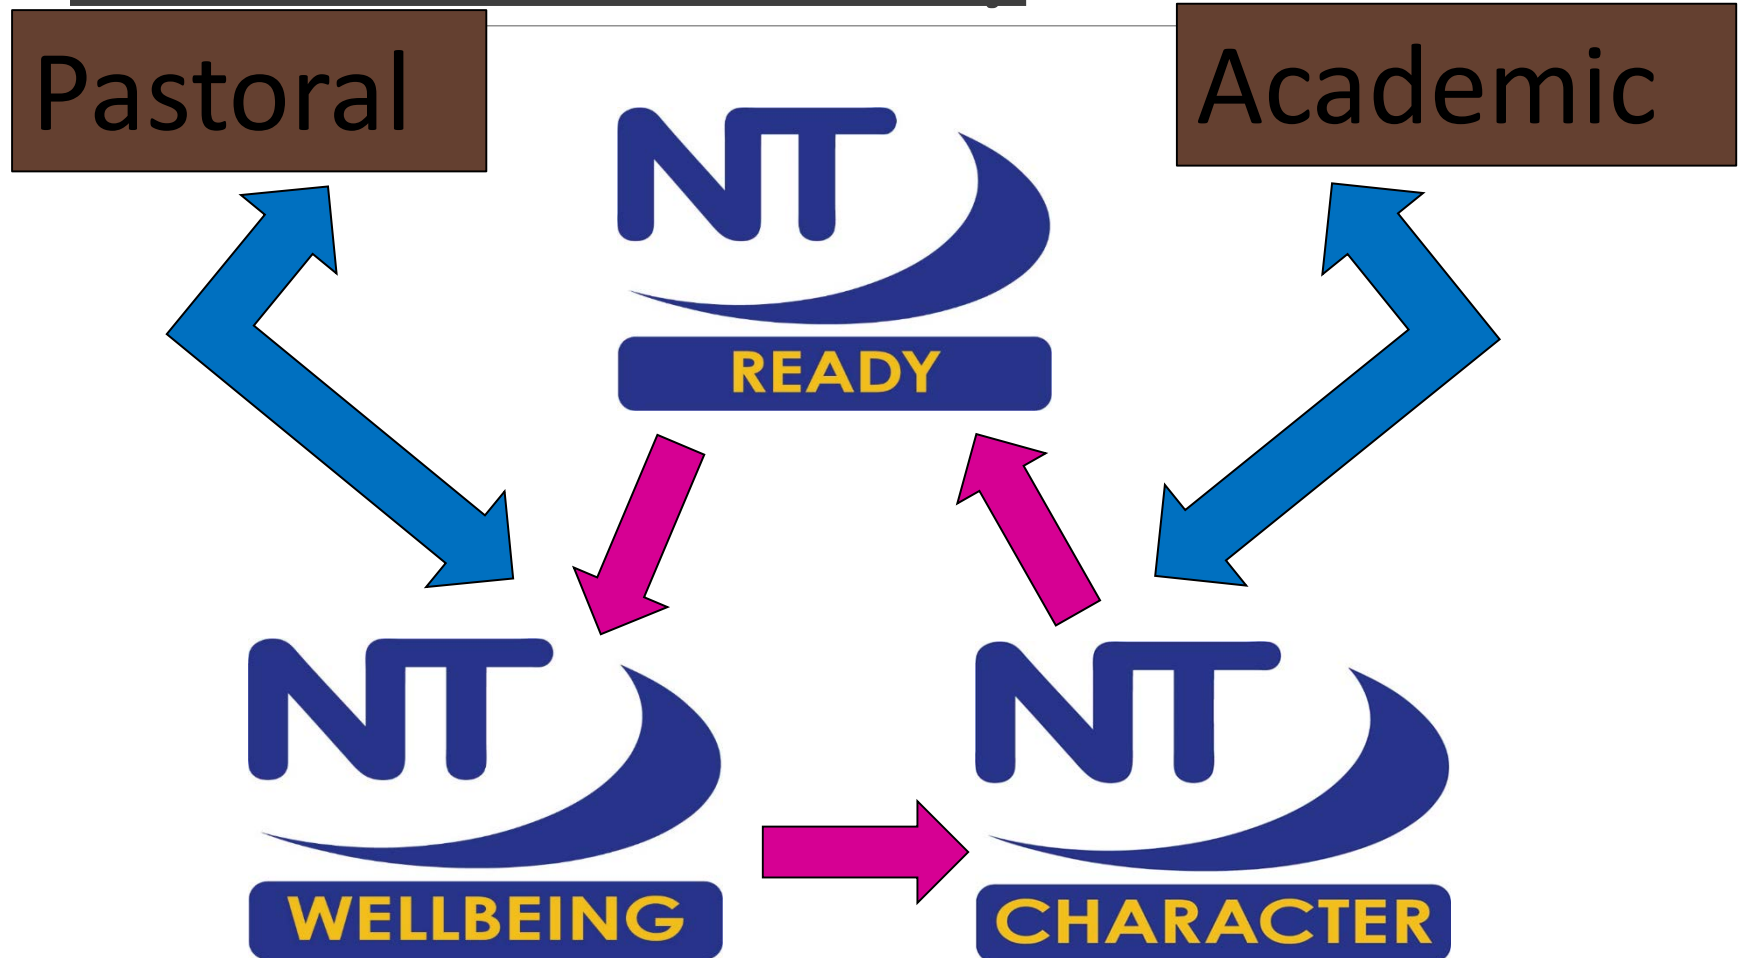 Pastoral
Academic
NT
READY
NT
WELLBEING
NT
CHARACTER